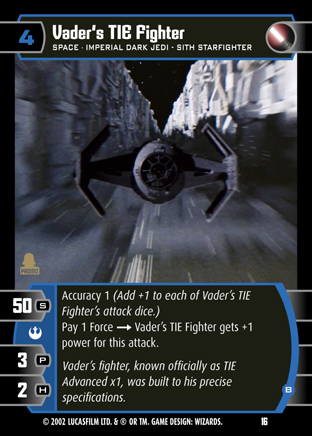 4
Vader's TIE Fighter
SPACE · IMPERIAL DARK JEDI - SITH STARFIGHTER
PROMO
50 S
Accuracy 1 (Add +1 to each of Vader's TIE
Fighter's attack dice.)
Pay 1 Force → Vader's TIE Fighter gets +1
power for this attack.
3 P
Vader's fighter, known officially as TIE
Advanced x1, was built to his precise
2 H
specifications.
B
© 2002 LUCASFILM LTD. & ® OR TM. GAME DESIGN: WIZARDS.
16